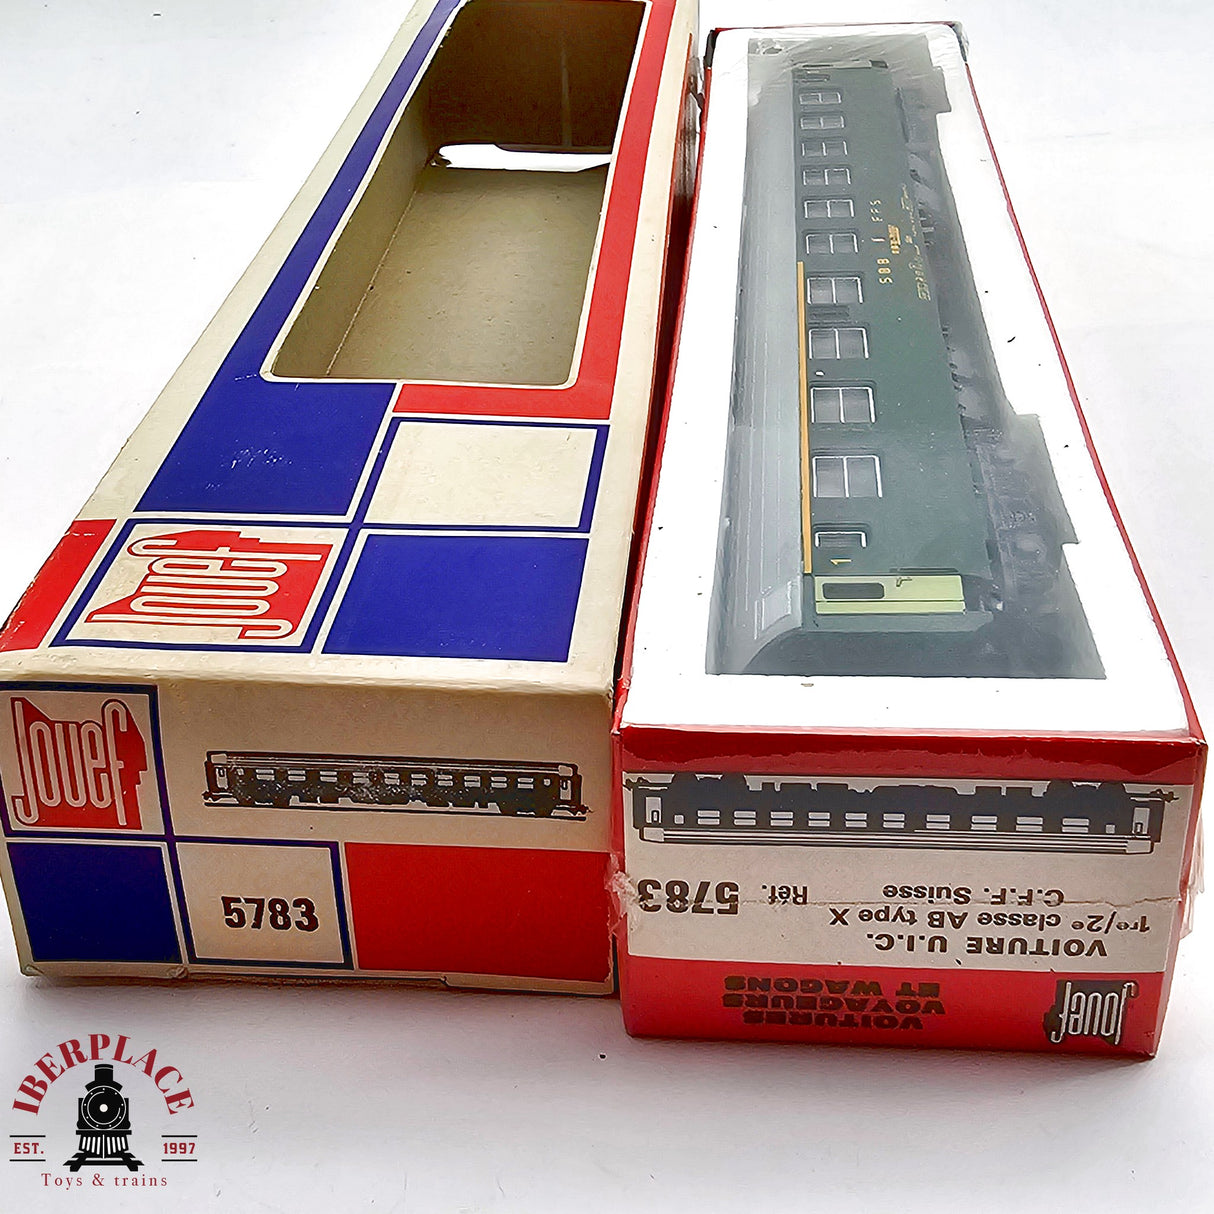 Jouef
Jouef
5783
SBB FFS
1
VOITURE U.I.C.
1re/2e classe AB type X
C.F.F. Suisse Réf. 5783
Jouef
VOITURES
VOYAGEURS
ET WAGONS
IBERPLACE
EST. 1997
Toys & trains